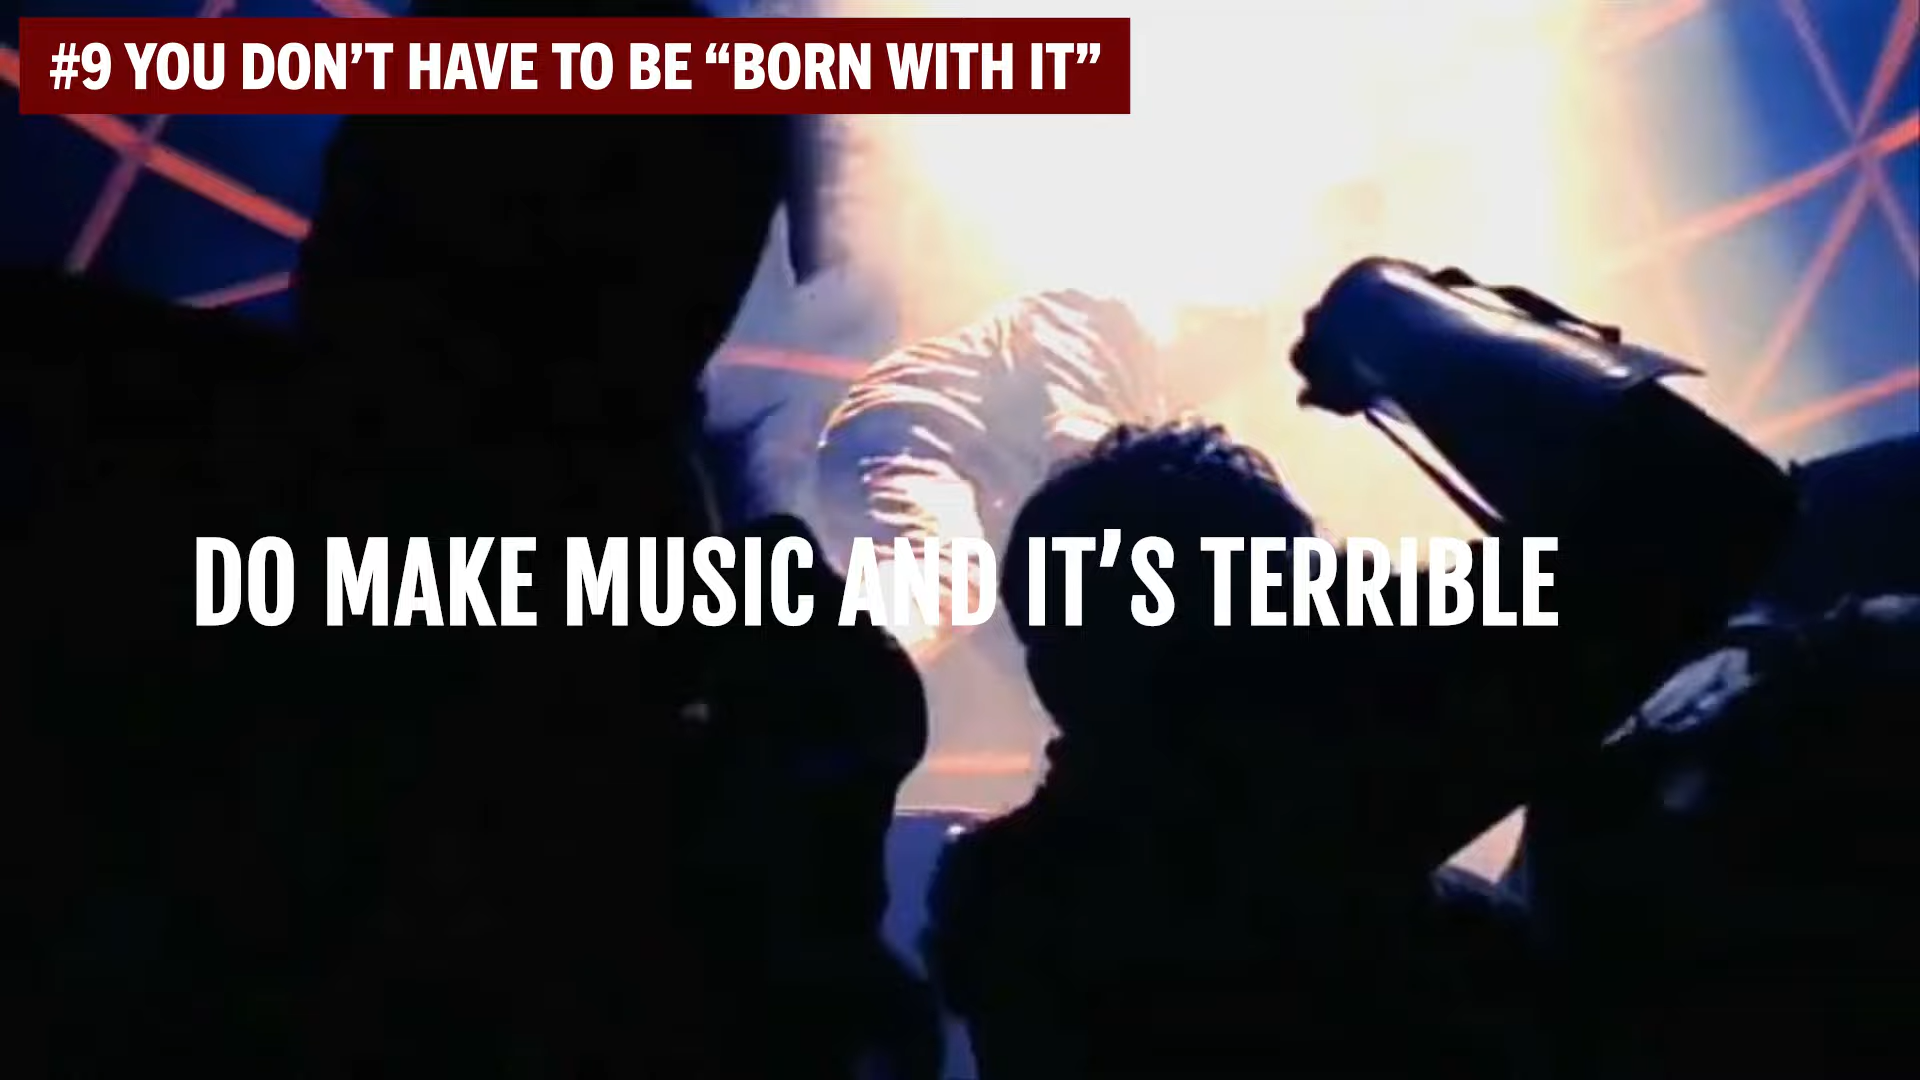 #9 YOU DON’T HAVE TO BE “BORN WITH IT”
DO MAKE MUSIC AND IT’S TERRIBLE